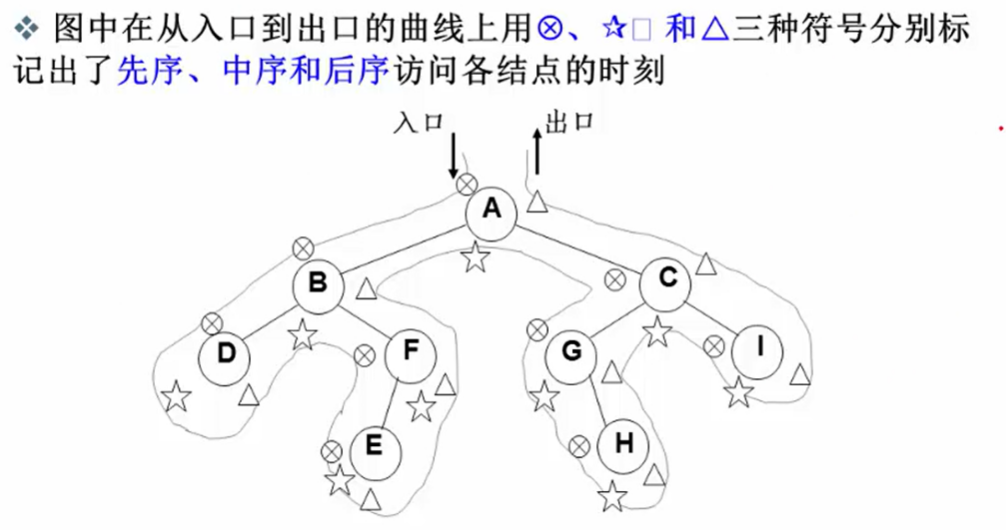 ❖ 图中在从入口到出口的曲线上用⊗、☆□ 和△三种符号分别标
记出了先序、中序和后序访问各结点的时刻
入口 出口
A
B C
D F G I
E H